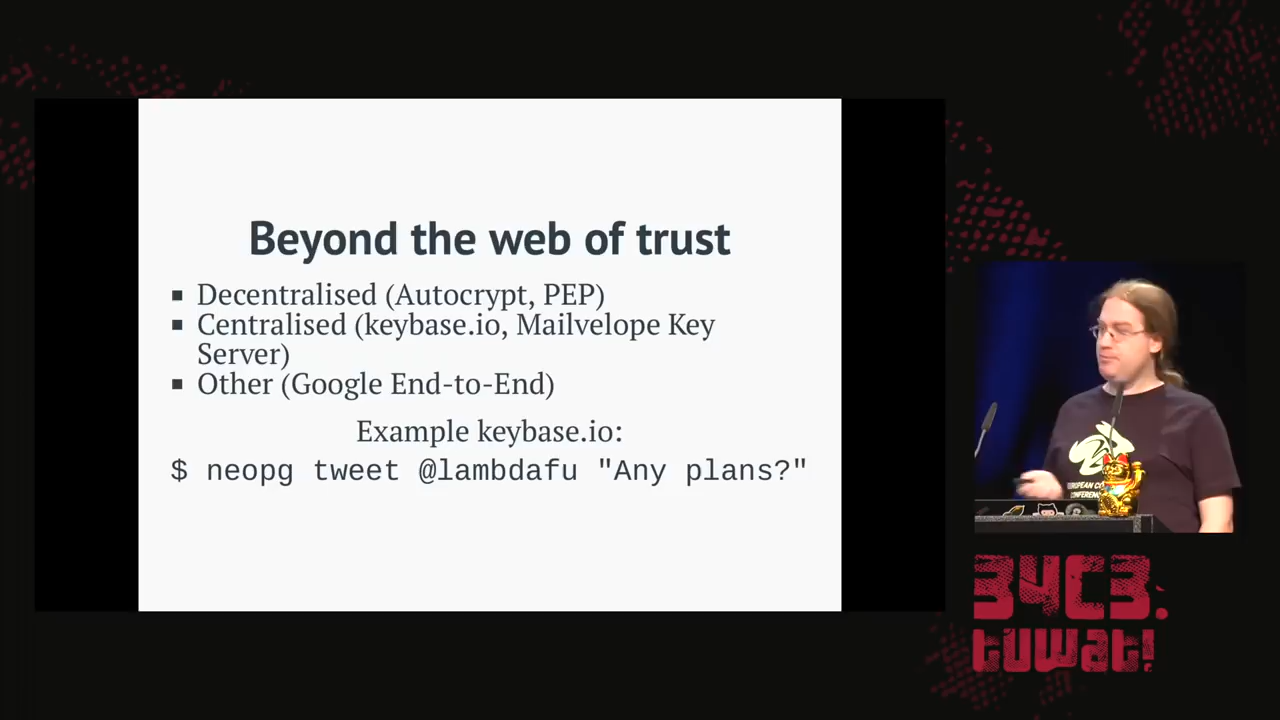 Beyond the web of trust
▪ Decentralised (Autocrypt, PEP)
▪ Centralised (keybase.io, Mailvelope Key
Server)
▪ Other (Google End-to-End)
Example keybase.io:
$ neopg tweet @lambdafu "Any plans?"
EUROPEAN
34C3.
tuwat!